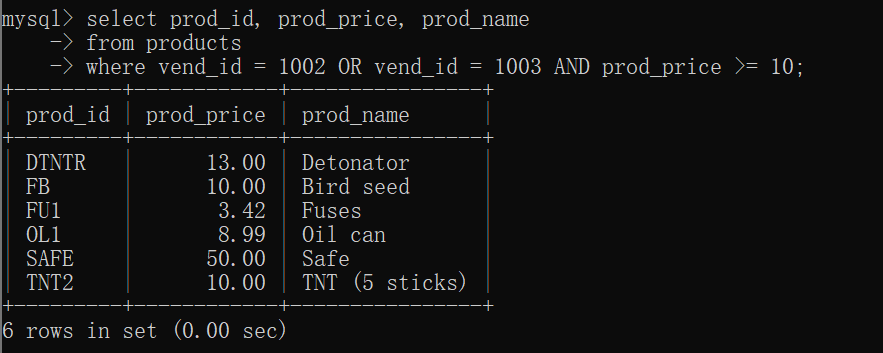 mysql> select prod_id, prod_price, prod_name
    -> from products
    -> where vend_id = 1002 OR vend_id = 1003 AND prod_price >= 10;
+---------+------------+----------------+
| prod_id | prod_price | prod_name      |
+---------+------------+----------------+
| DTNTR   |      13.00 | Detonator      |
| FB      |      10.00 | Bird seed      |
| FU1     |       3.42 | Fuses          |
| OL1     |       8.99 | Oil can        |
| SAFE    |      50.00 | Safe           |
| TNT2    |      10.00 | TNT (5 sticks) |
+---------+------------+----------------+
6 rows in set (0.00 sec)